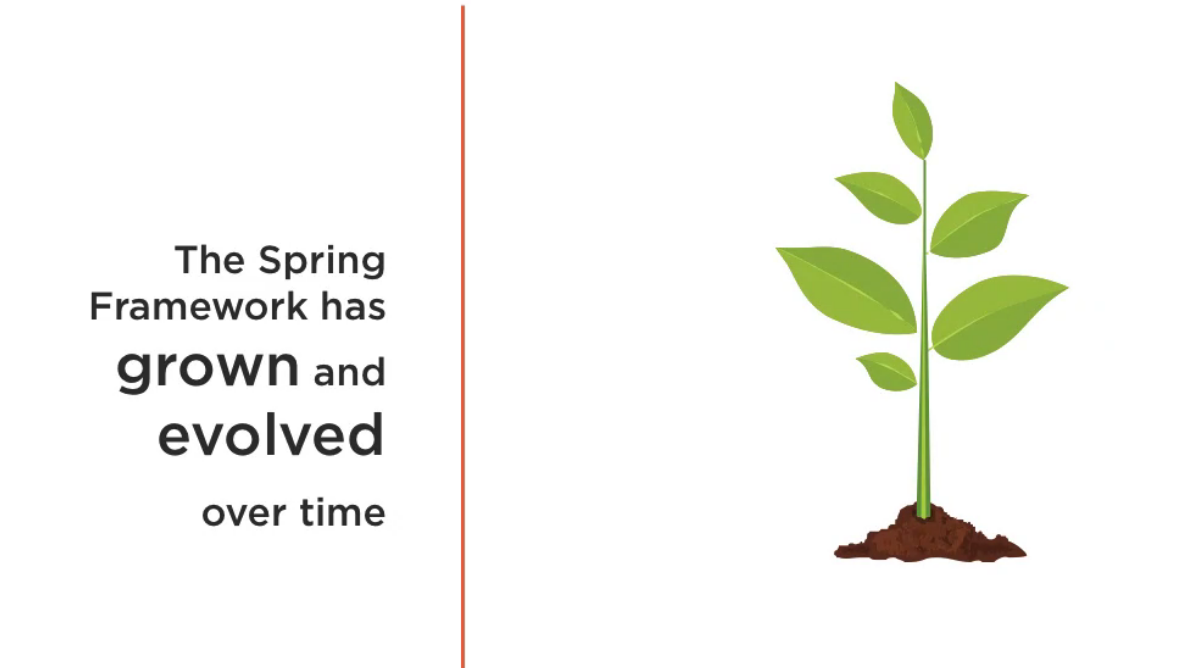 The Spring
Framework has
grown and
evolved
over time